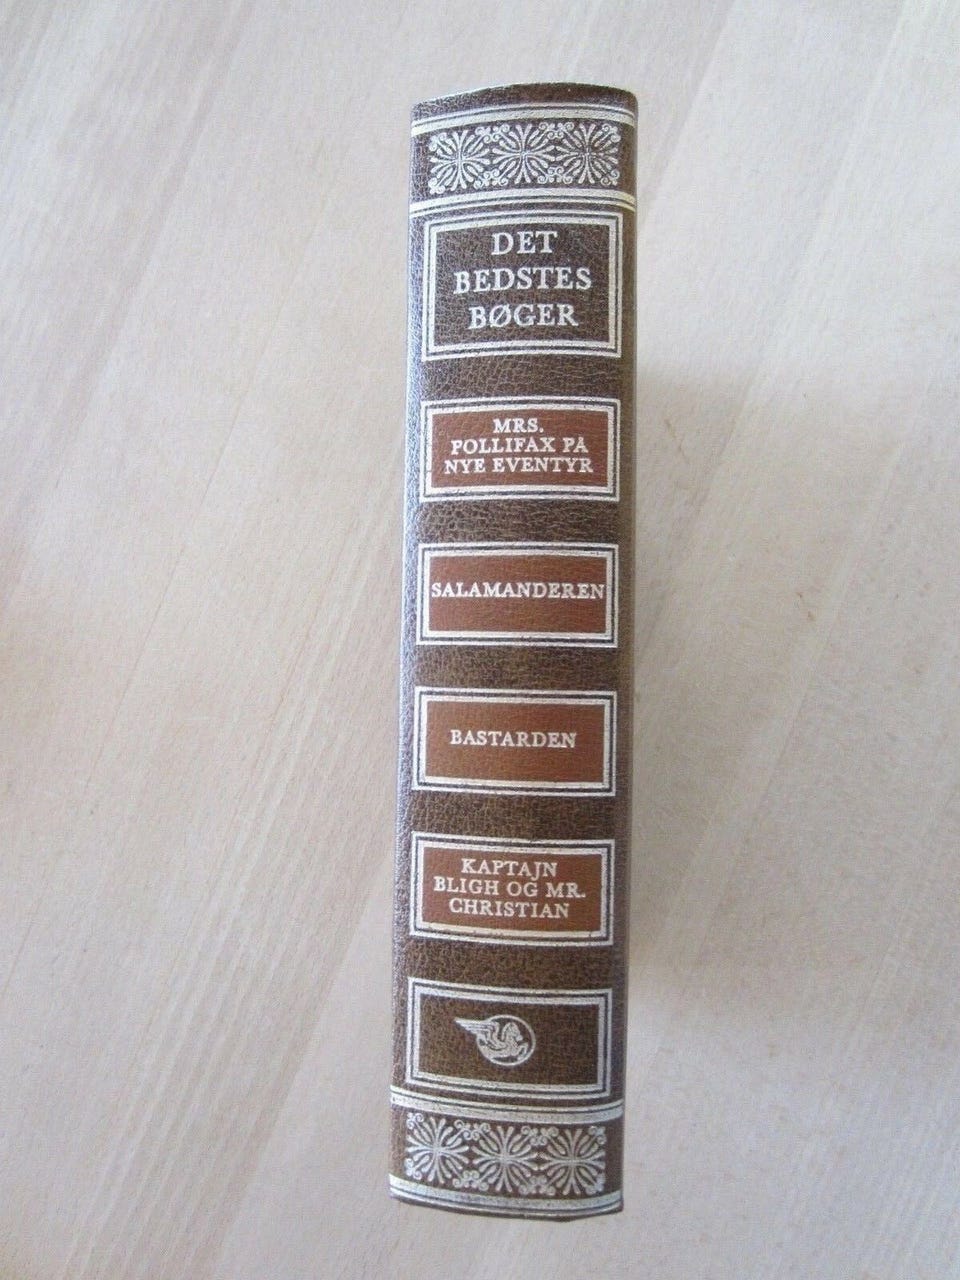 DET
BEDSTES
BØGER
MRS.
POLLIFAX PÅ
NYE EVENTYR
SALAMANDEREN
BASTARDEN
KAPTAJN
BLIGH OG MR.
CHRISTIAN